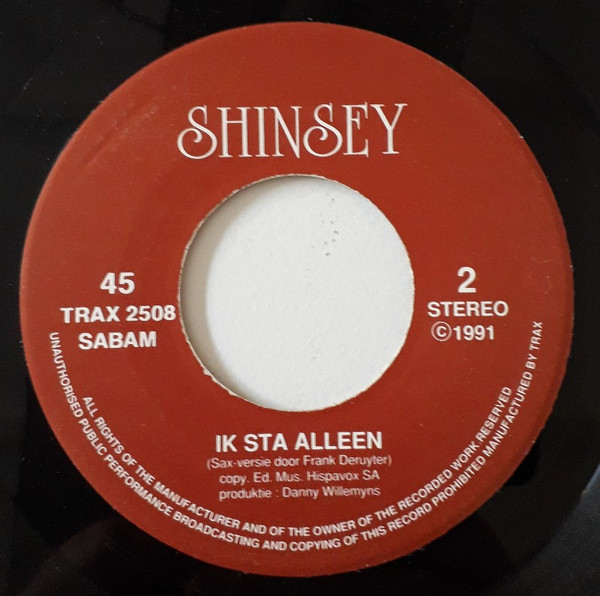 SHINSEY
45
TRAX 2508
SABAM
2
STEREO
©1991
IK STA ALLEEN
(Sax-versie door Frank Deruyter)
copy. Ed. Mus. Hispavox SA
produktie : Danny Willemyns
ALL RIGHTS OF THE MANUFACTURER AND OF THE OWNER OF THE RECORDED WORK RESERVED
UNAUTHORISED PUBLIC PERFORMANCE BROADCASTING AND COPYING OF THIS RECORD PROHIBITED MANUFACTURED BY TRAX